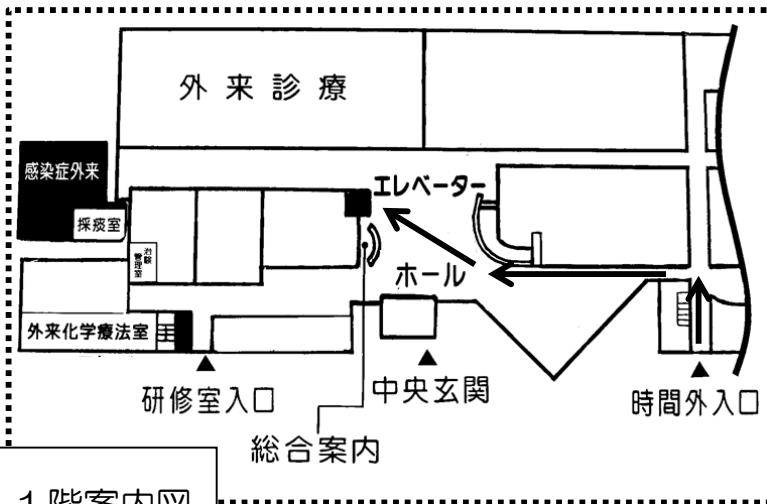 外来診療
感染症外来
エレベーター
採痰室
治験
管理室
ホール
外来化学療法室
研修室入口
中央玄関
時間外入口
総合案内
1階案内図